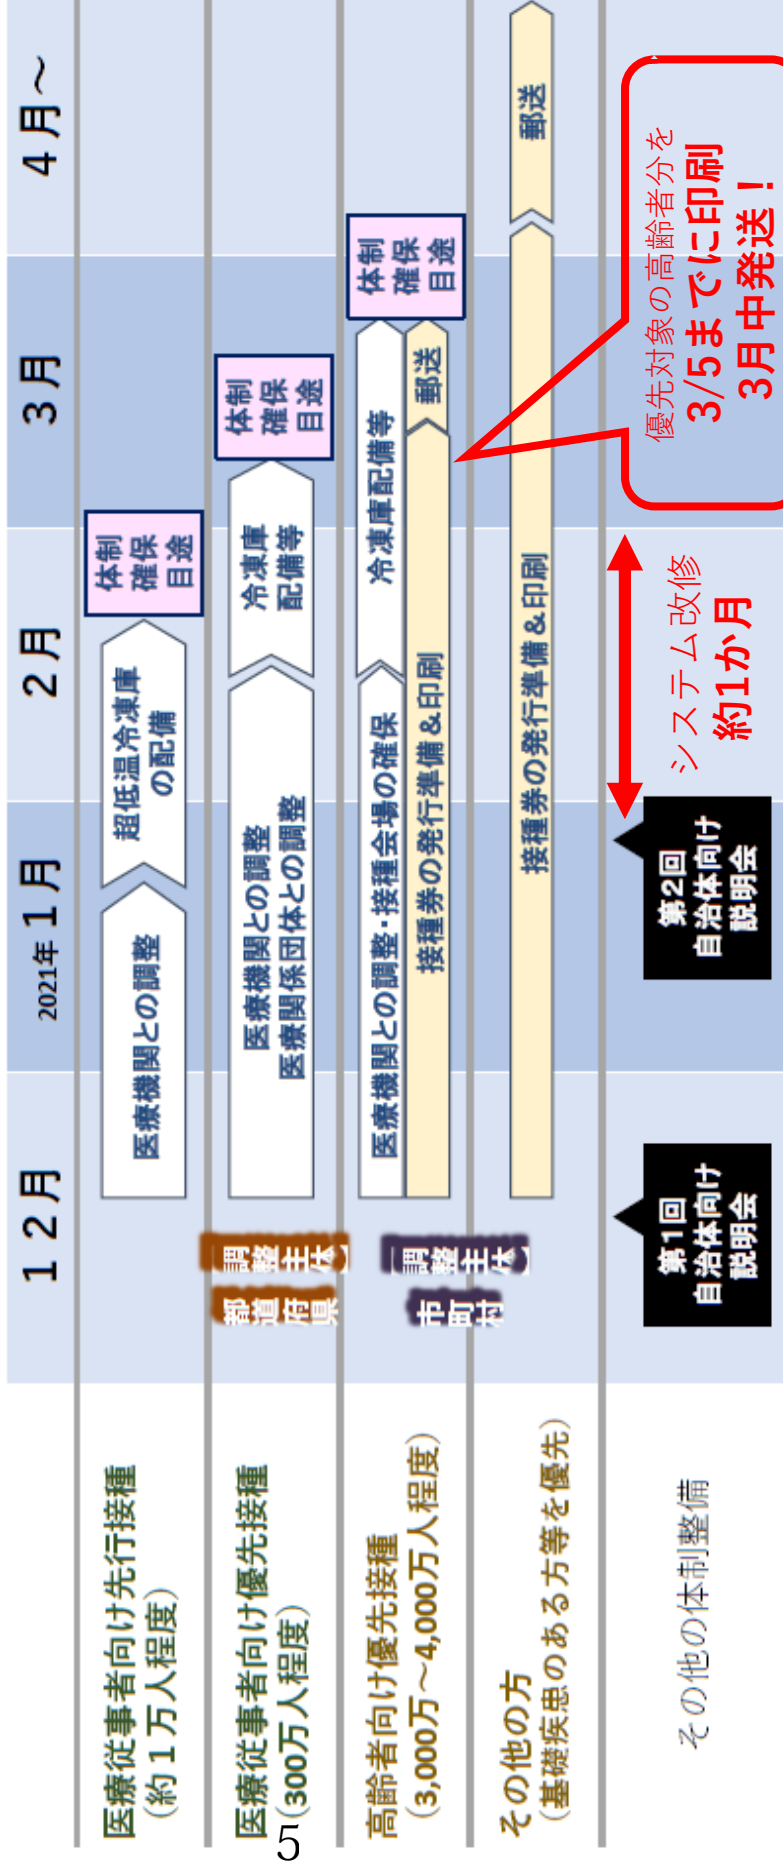 12月
2021年 1月
2月
3月
4月～
医療従事者向け先行接種
（約１万人程度）
医療機関との調整
超低温冷凍庫
の配備
体制
確保
目途
医療従事者向け優先接種
（300万人程度）
【調整主体】
都道府県
医療機関との調整
医療関係団体との調整
冷凍庫
配備等
体制
確保
目途
高齢者向け優先接種
（3,000万～4,000万人程度）
【調整主体】
市町村
医療機関との調整・接種会場の確保
冷凍庫配備等
接種券の発行準備＆印刷
郵送
体制
確保
目途
その他の方
（基礎疾患のある方等を優先）
接種券の発行準備＆印刷
郵送
その他の体制整備
第1回
自治体向け
説明会
第2回
自治体向け
説明会
システム改修
約1か月
優先対象の高齢者分を
3/5までに印刷
3月中発送！
5